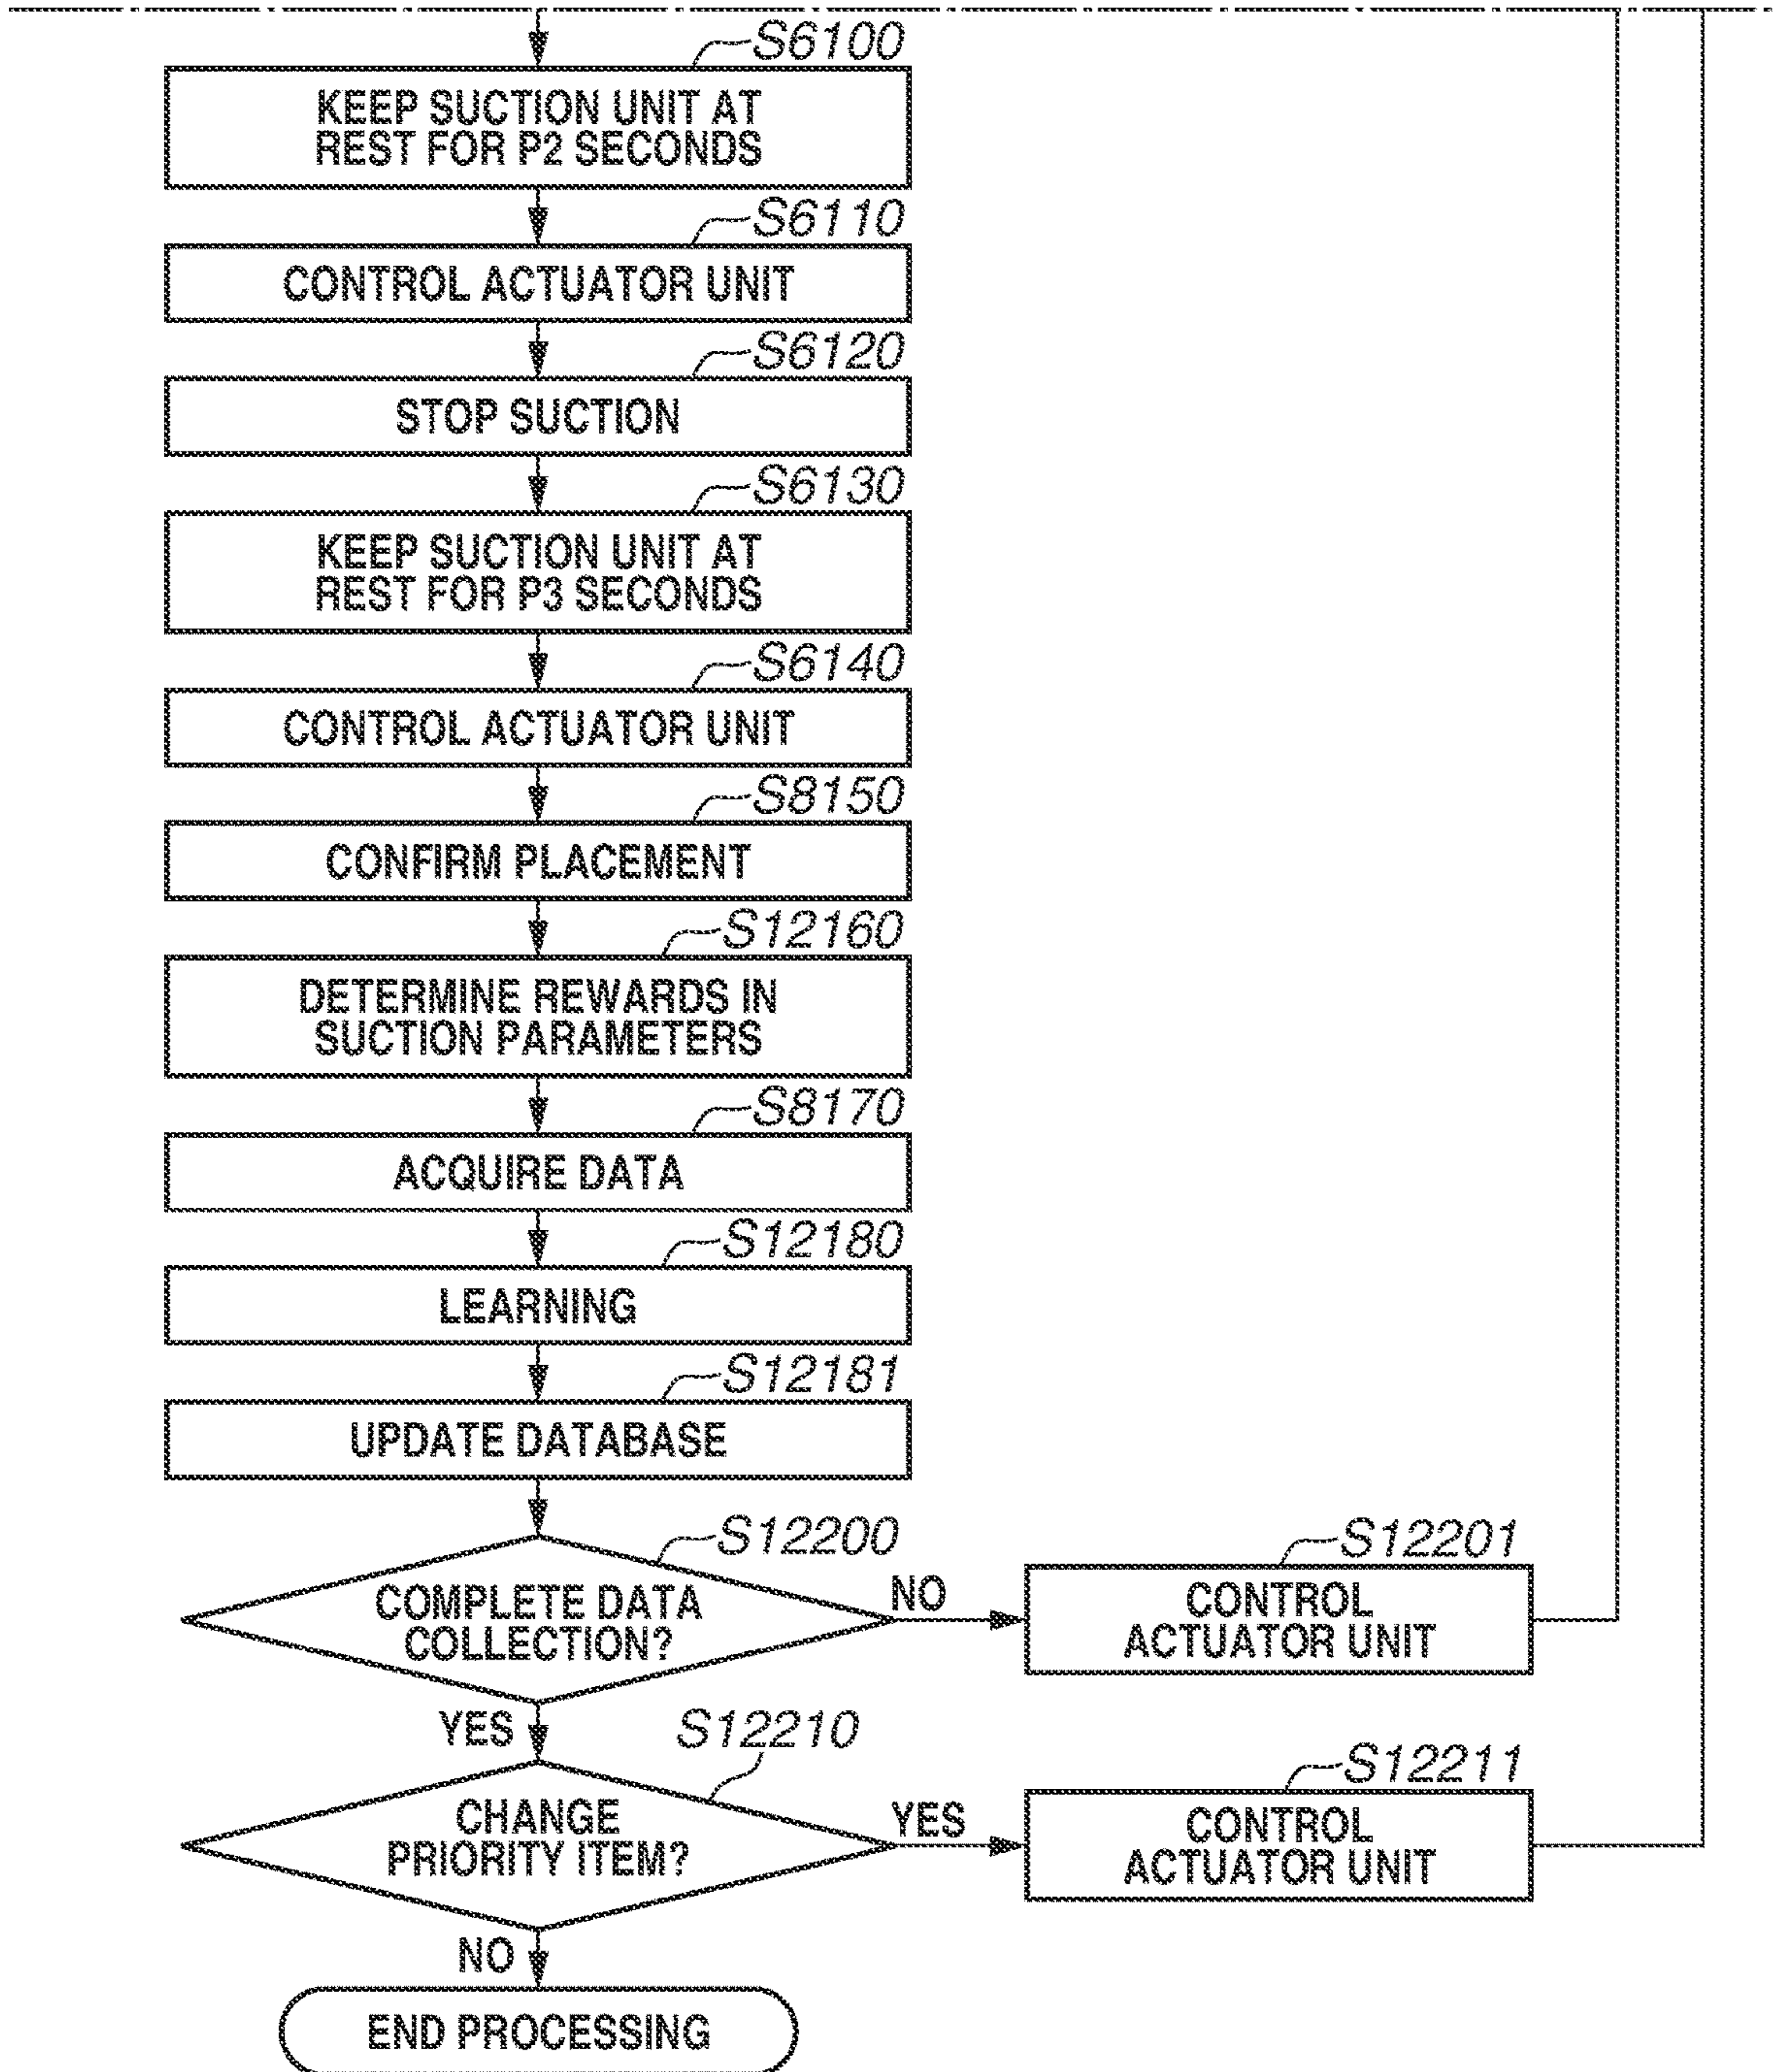 S6100
KEEP SUCTION UNIT AT
REST FOR P2 SECONDS
S6110
CONTROL ACTUATOR UNIT
S6120
STOP SUCTION
S6130
KEEP SUCTION UNIT AT
REST FOR P3 SECONDS
S6140
CONTROL ACTUATOR UNIT
S8150
CONFIRM PLACEMENT
S12160
DETERMINE REWARDS IN
SUCTION PARAMETERS
S8170
ACQUIRE DATA
S12180
LEARNING
S12181
UPDATE DATABASE
S12200
COMPLETE DATA
COLLECTION?
NO
S12201
CONTROL
ACTUATOR UNIT
YES
S12210
CHANGE
PRIORITY ITEM?
YES
S12211
CONTROL
ACTUATOR UNIT
NO
END PROCESSING